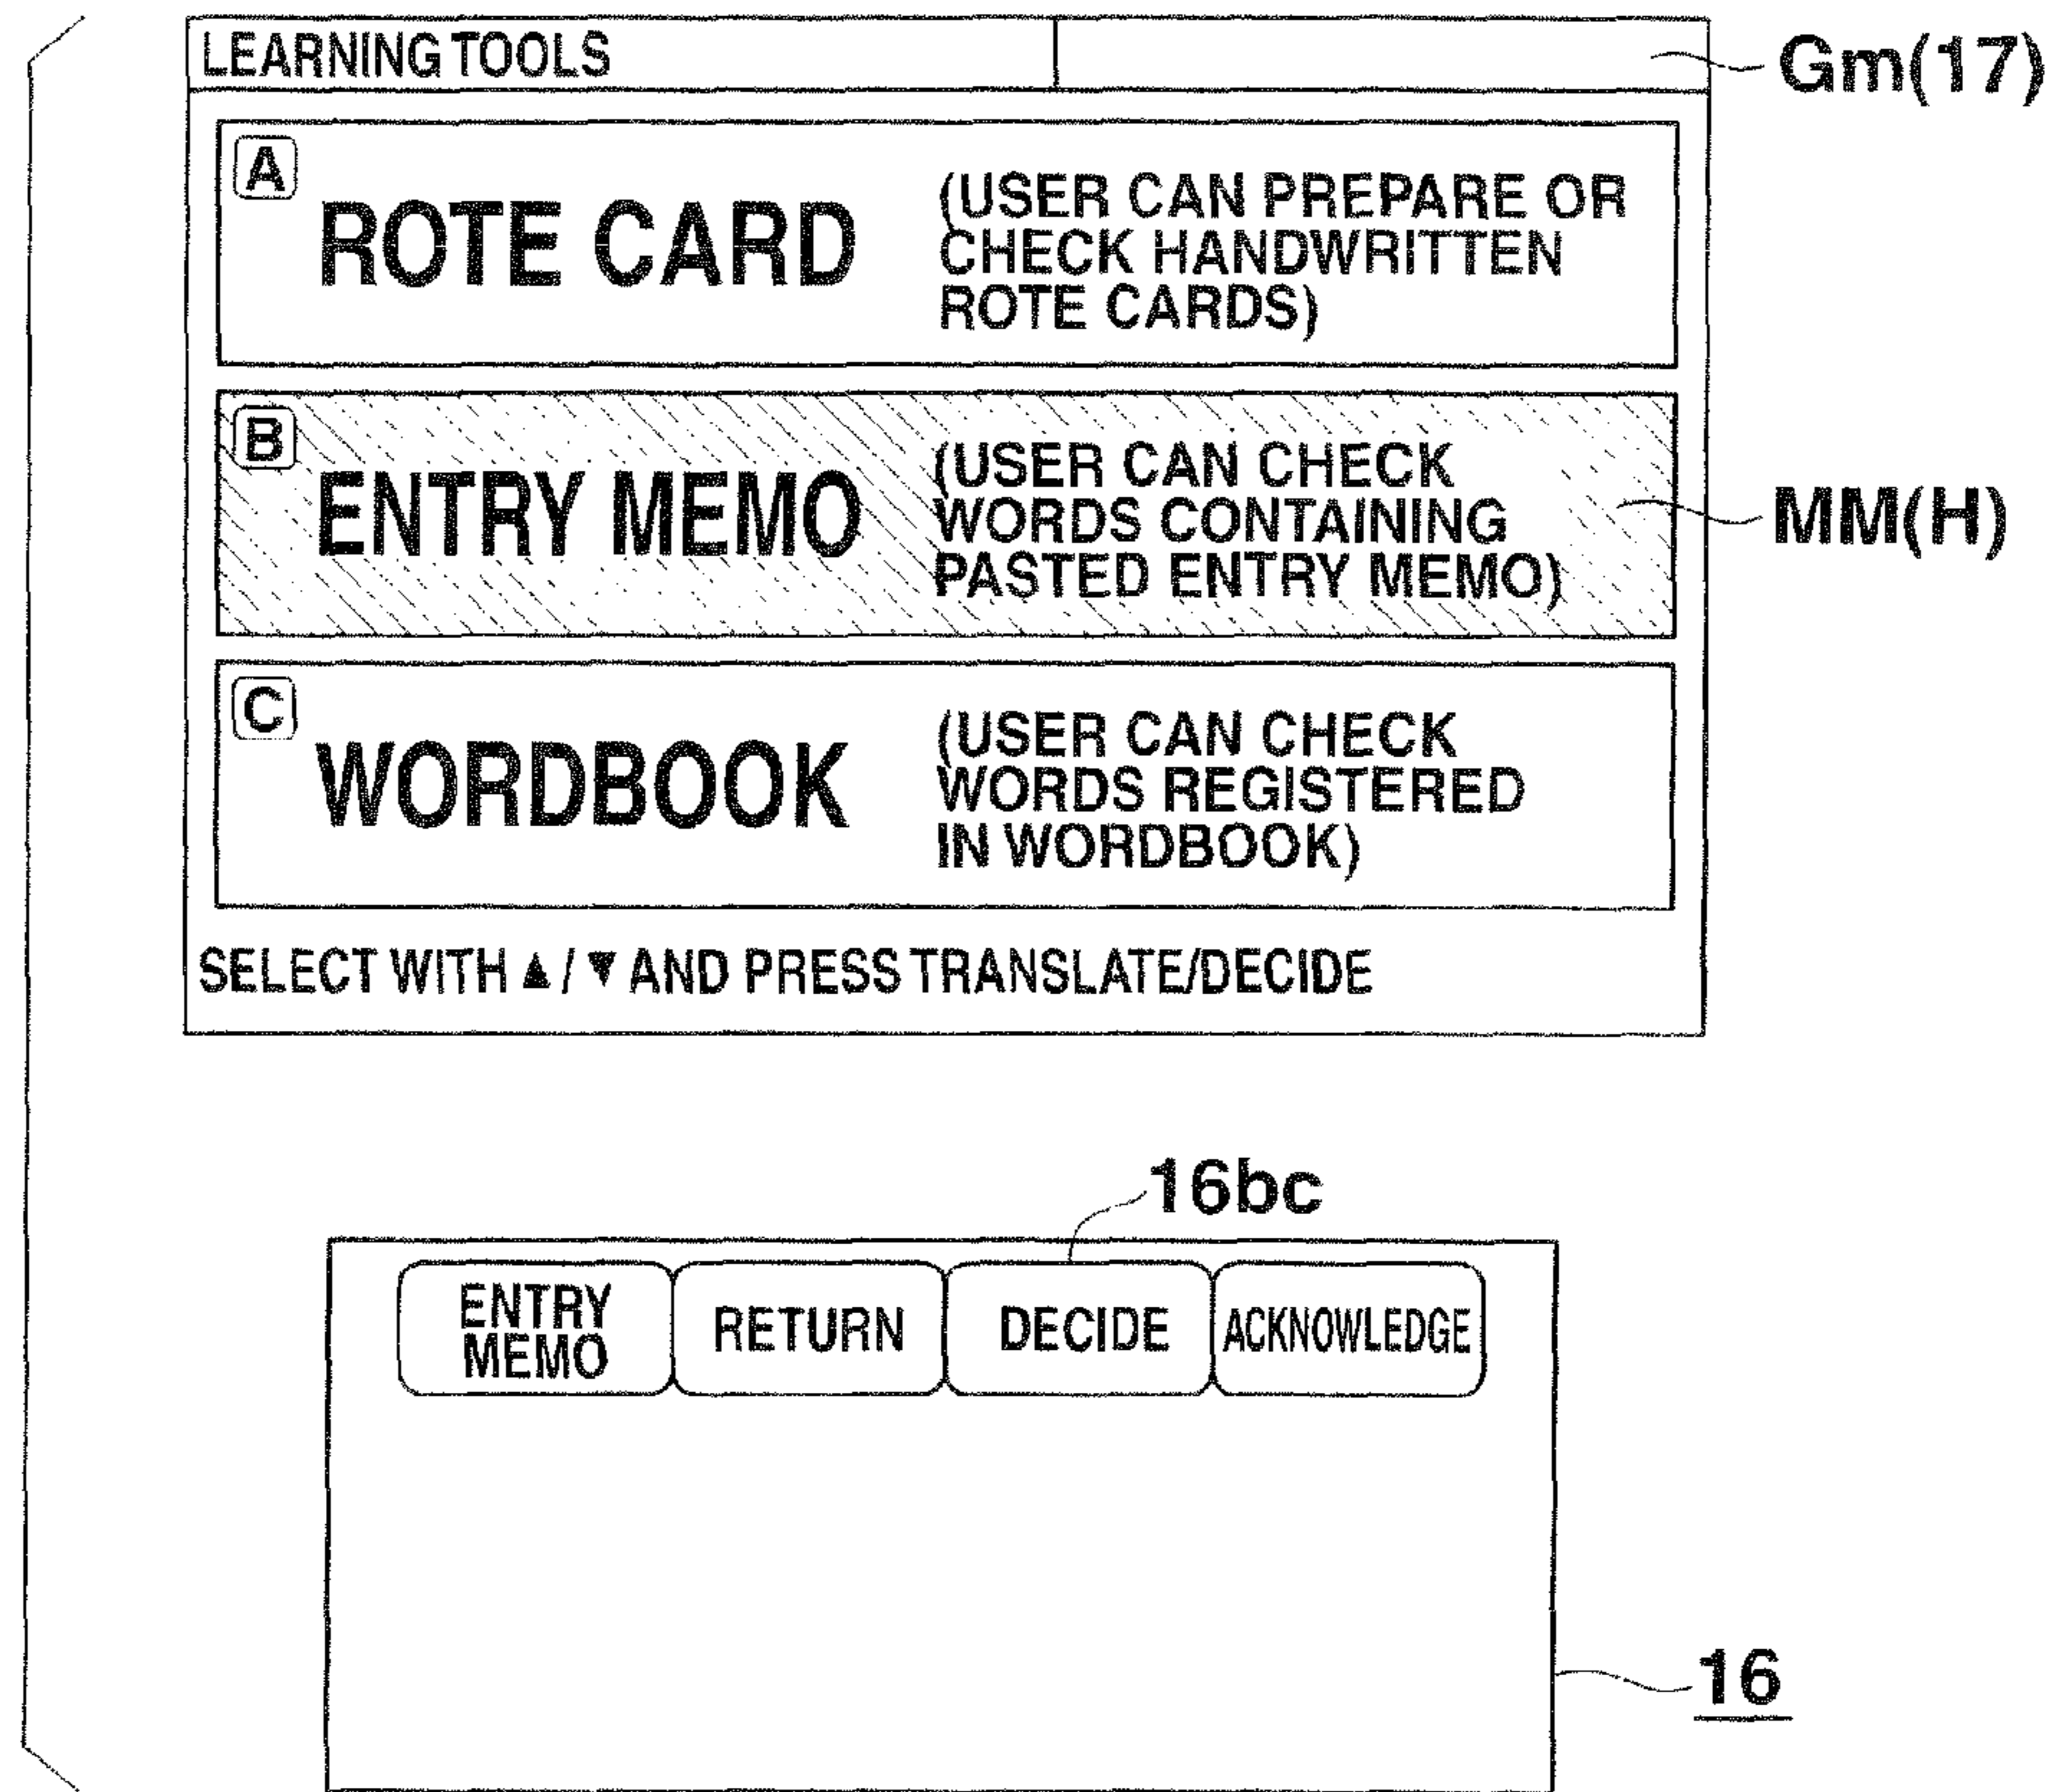 LEARNING TOOLS
Gm(17)
A
ROTE CARD
(USER CAN PREPARE OR
CHECK HANDWRITTEN
ROTE CARDS)
B
ENTRY MEMO
(USER CAN CHECK
WORDS CONTAINING
PASTED ENTRY MEMO)
MM(H)
C
WORDBOOK
(USER CAN CHECK
WORDS REGISTERED
IN WORDBOOK)
SELECT WITH ▲/▼ AND PRESS TRANSLATE/DECIDE
16bc
ENTRY
MEMO
RETURN
DECIDE
ACKNOWLEDGE
16